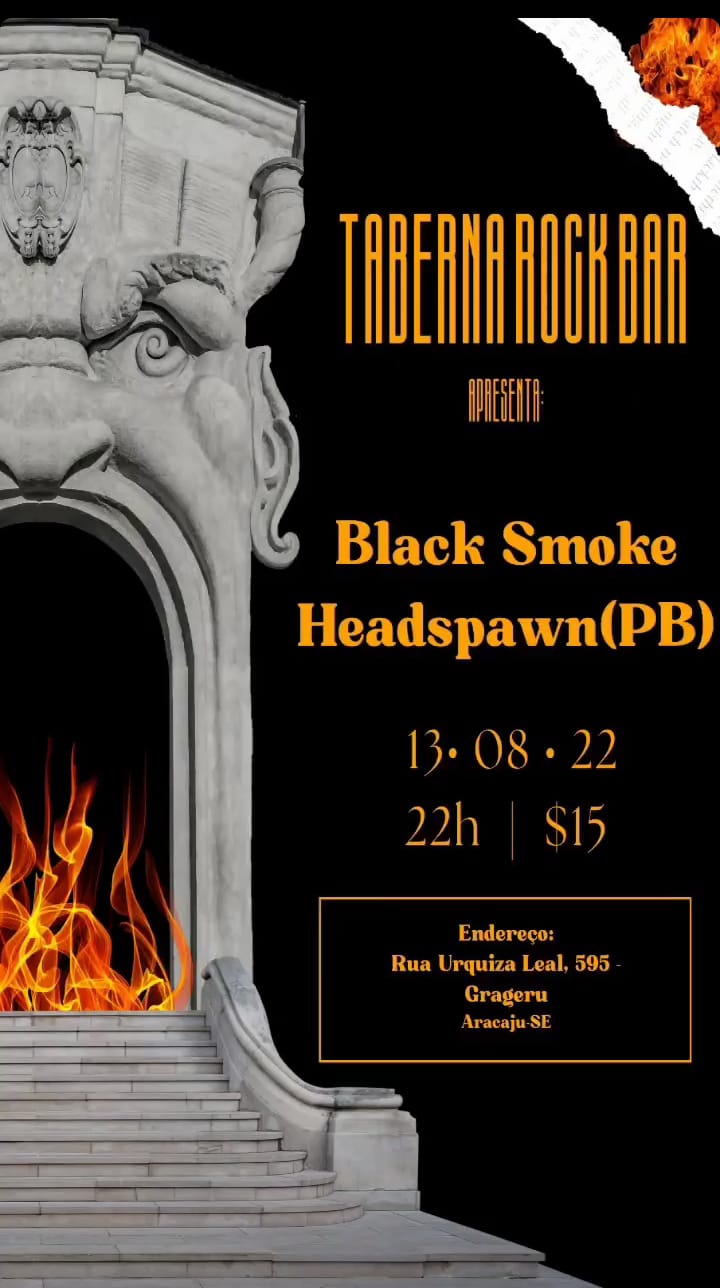 TABERNA ROCK BAR
APRESENTA:
Black Smoke
Headspawn(PB)
13• 08 • 22
22h | $15
Endereço:
Rua Urquiza Leal, 595 -
Grageru
Aracaju-SE